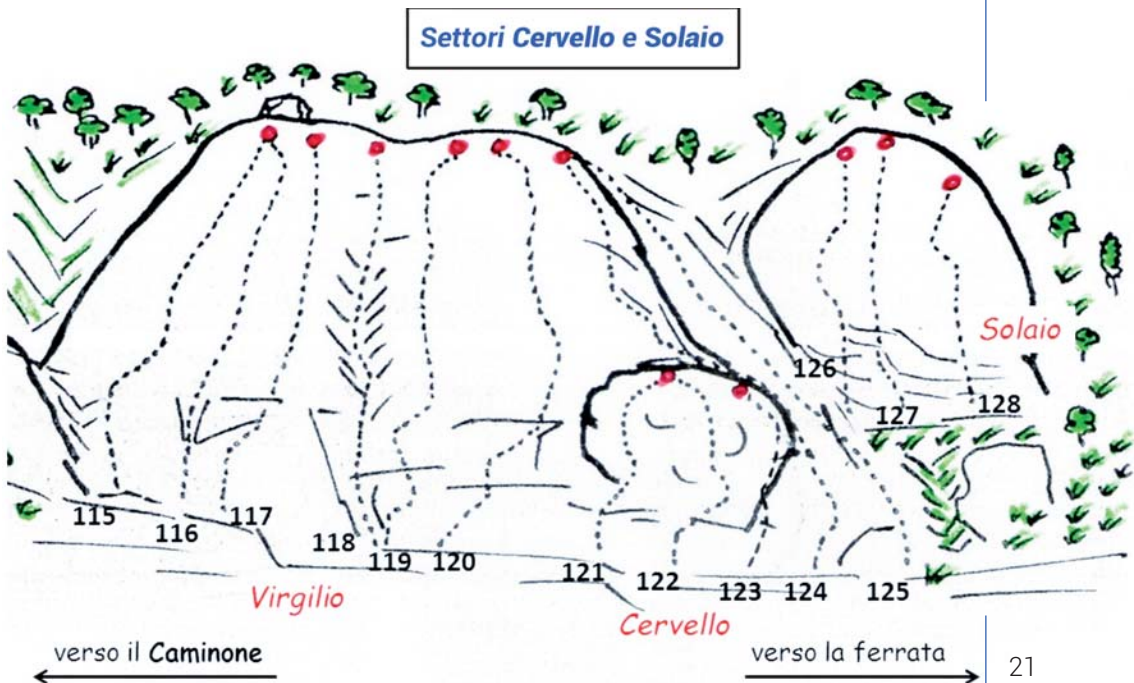 Settori Cervello e Solaio
Solaio
126
127 128
115 116 117 118 119 120 121 122 123 124 125
Virgilio
Cervello
verso il Caminone
verso la ferrata
21